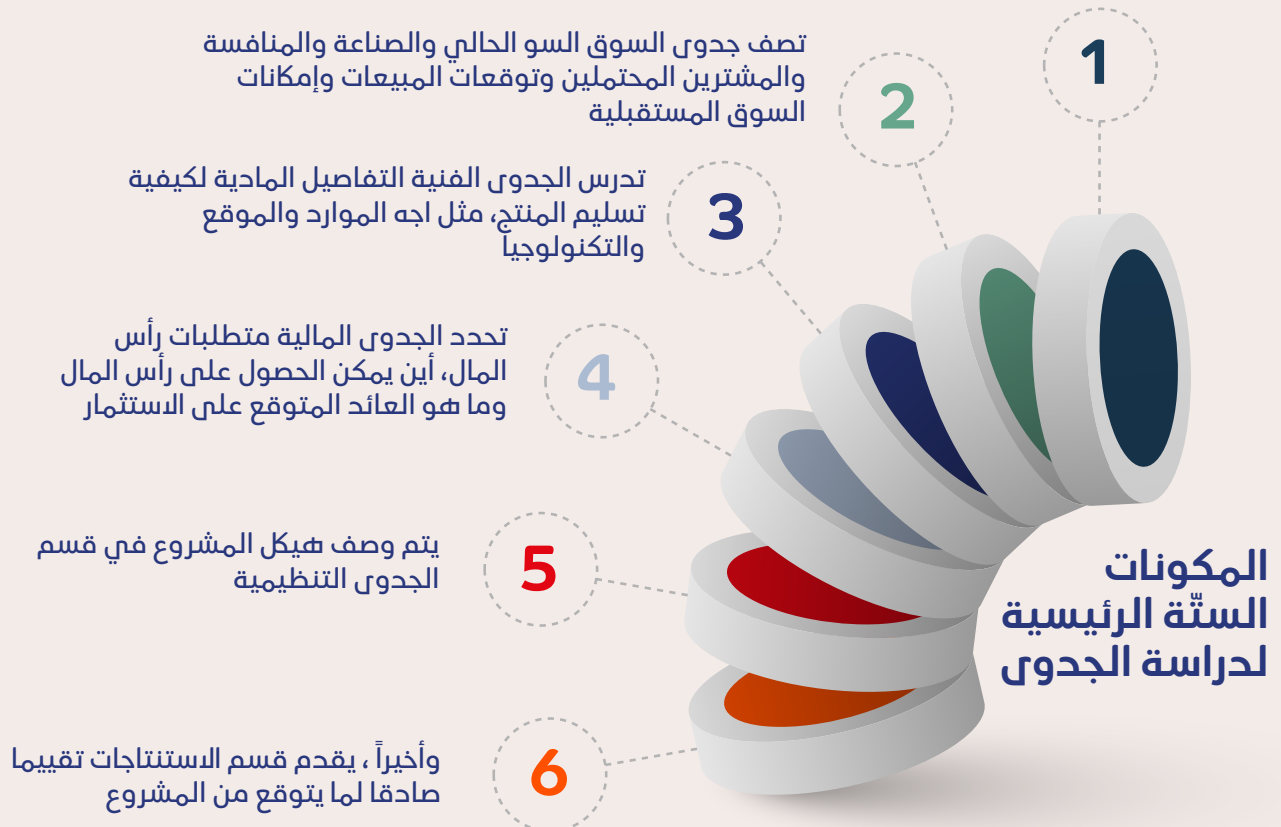 1
2
تصف جدوى السوق السو الحالي والصناعة والمنافسة
والمشترين المحتملين وتوقعات المبيعات وإمكانات
السوق المستقبلية
3
تدرس الجدوى الفنية التفاصيل المادية لكيفية
تسليم المنتج، مثل اجه الموارد والموقع
والتكنولوجيا
4
تحدد الجدوى المالية متطلبات رأس
المال، أين يمكن الحصول على رأس المال
وما هو العائد المتوقع على الاستثمار
5
يتم وصف هيكل المشروع في قسم
الجدوى التنظيمية
6
وأخيراً ، يقدم قسم الاستنتاجات تقييما
صادقا لما يتوقع من المشروع
المكونات
الستّة الرئيسية
لدراسة الجدوى